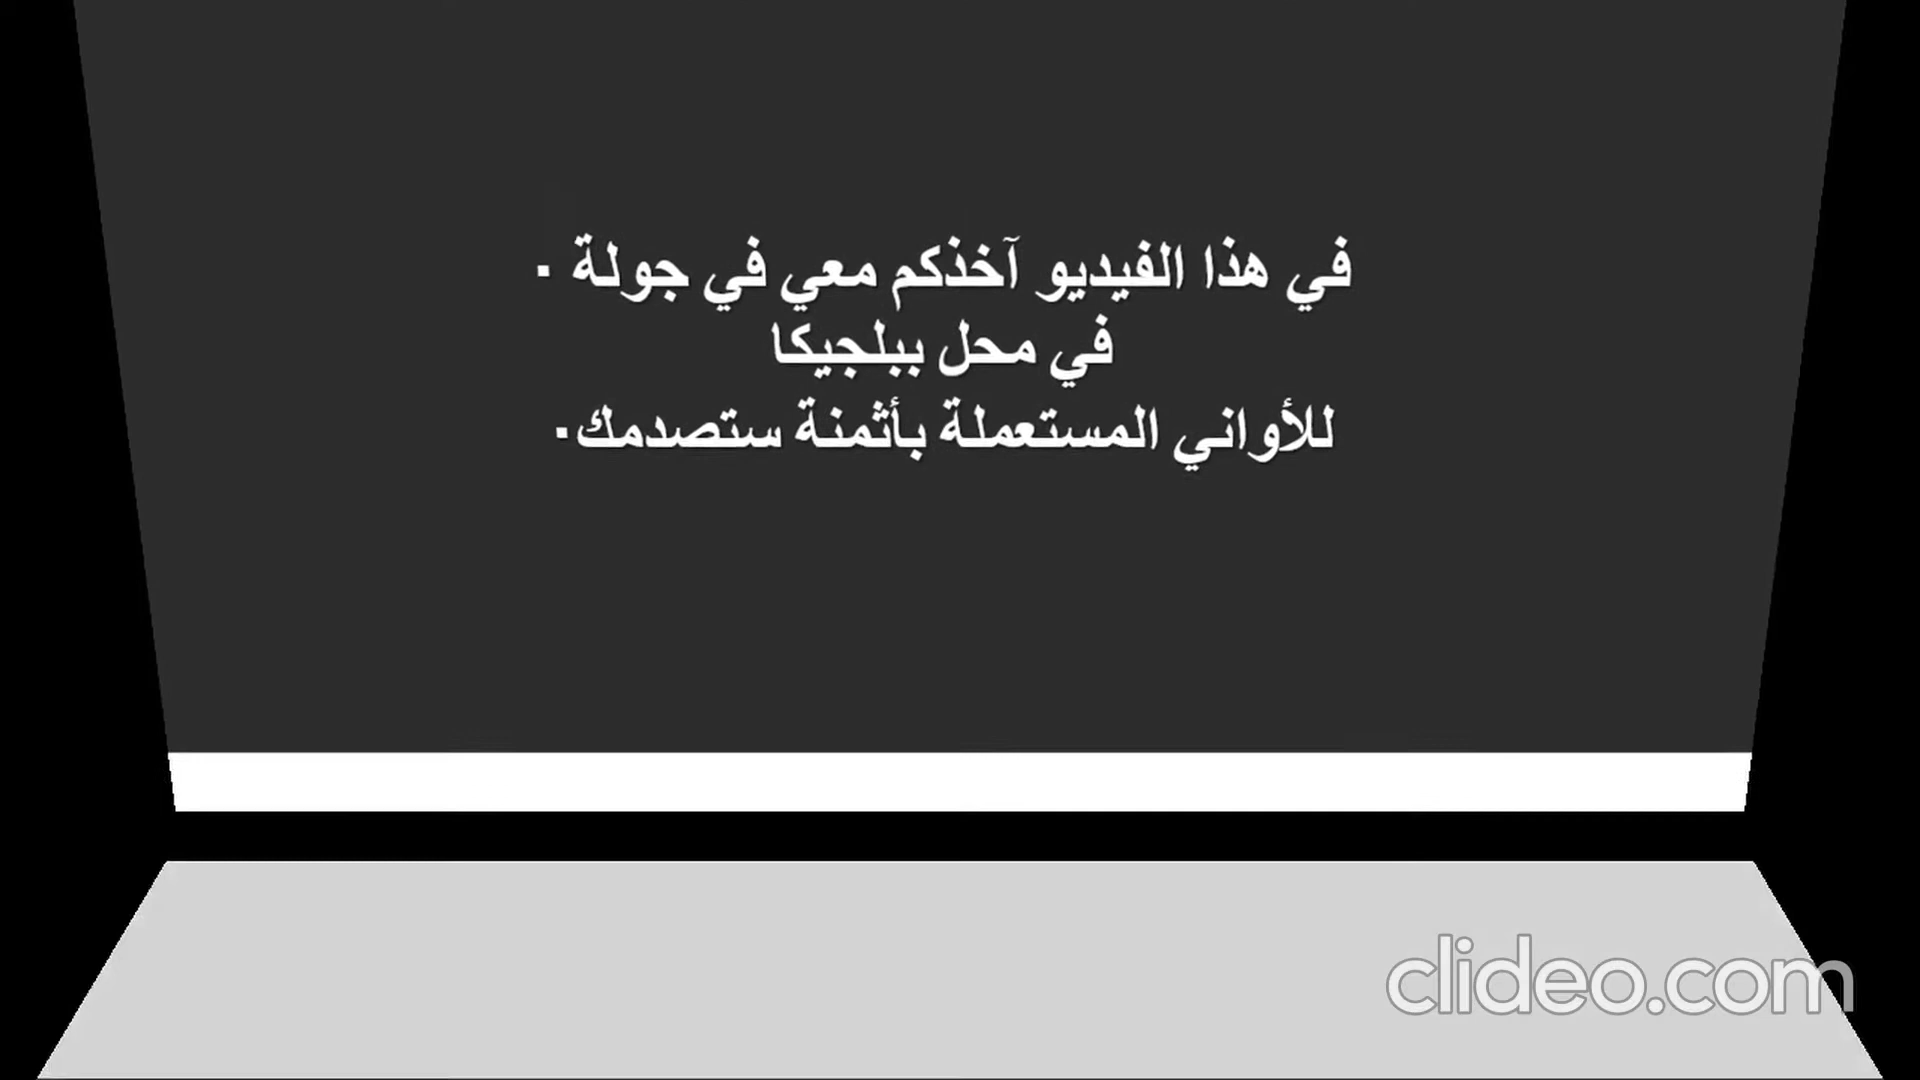 في هذا الفيديو آخذكم معي في جولة .
في محل ببلجيكا
للأواني المستعملة بأثمنة ستصدمك.
clideo.com